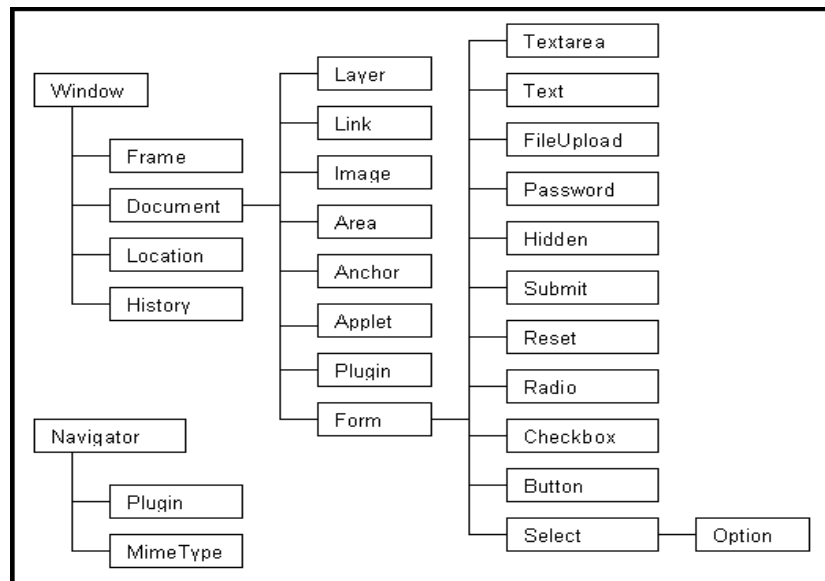 Window
Frame
Document
Location
History
Navigator
Plugin
MimeType
Layer
Link
Image
Area
Anchor
Applet
Plugin
Form
Textarea
Text
FileUpload
Password
Hidden
Submit
Reset
Radio
Checkbox
Button
Select
Option